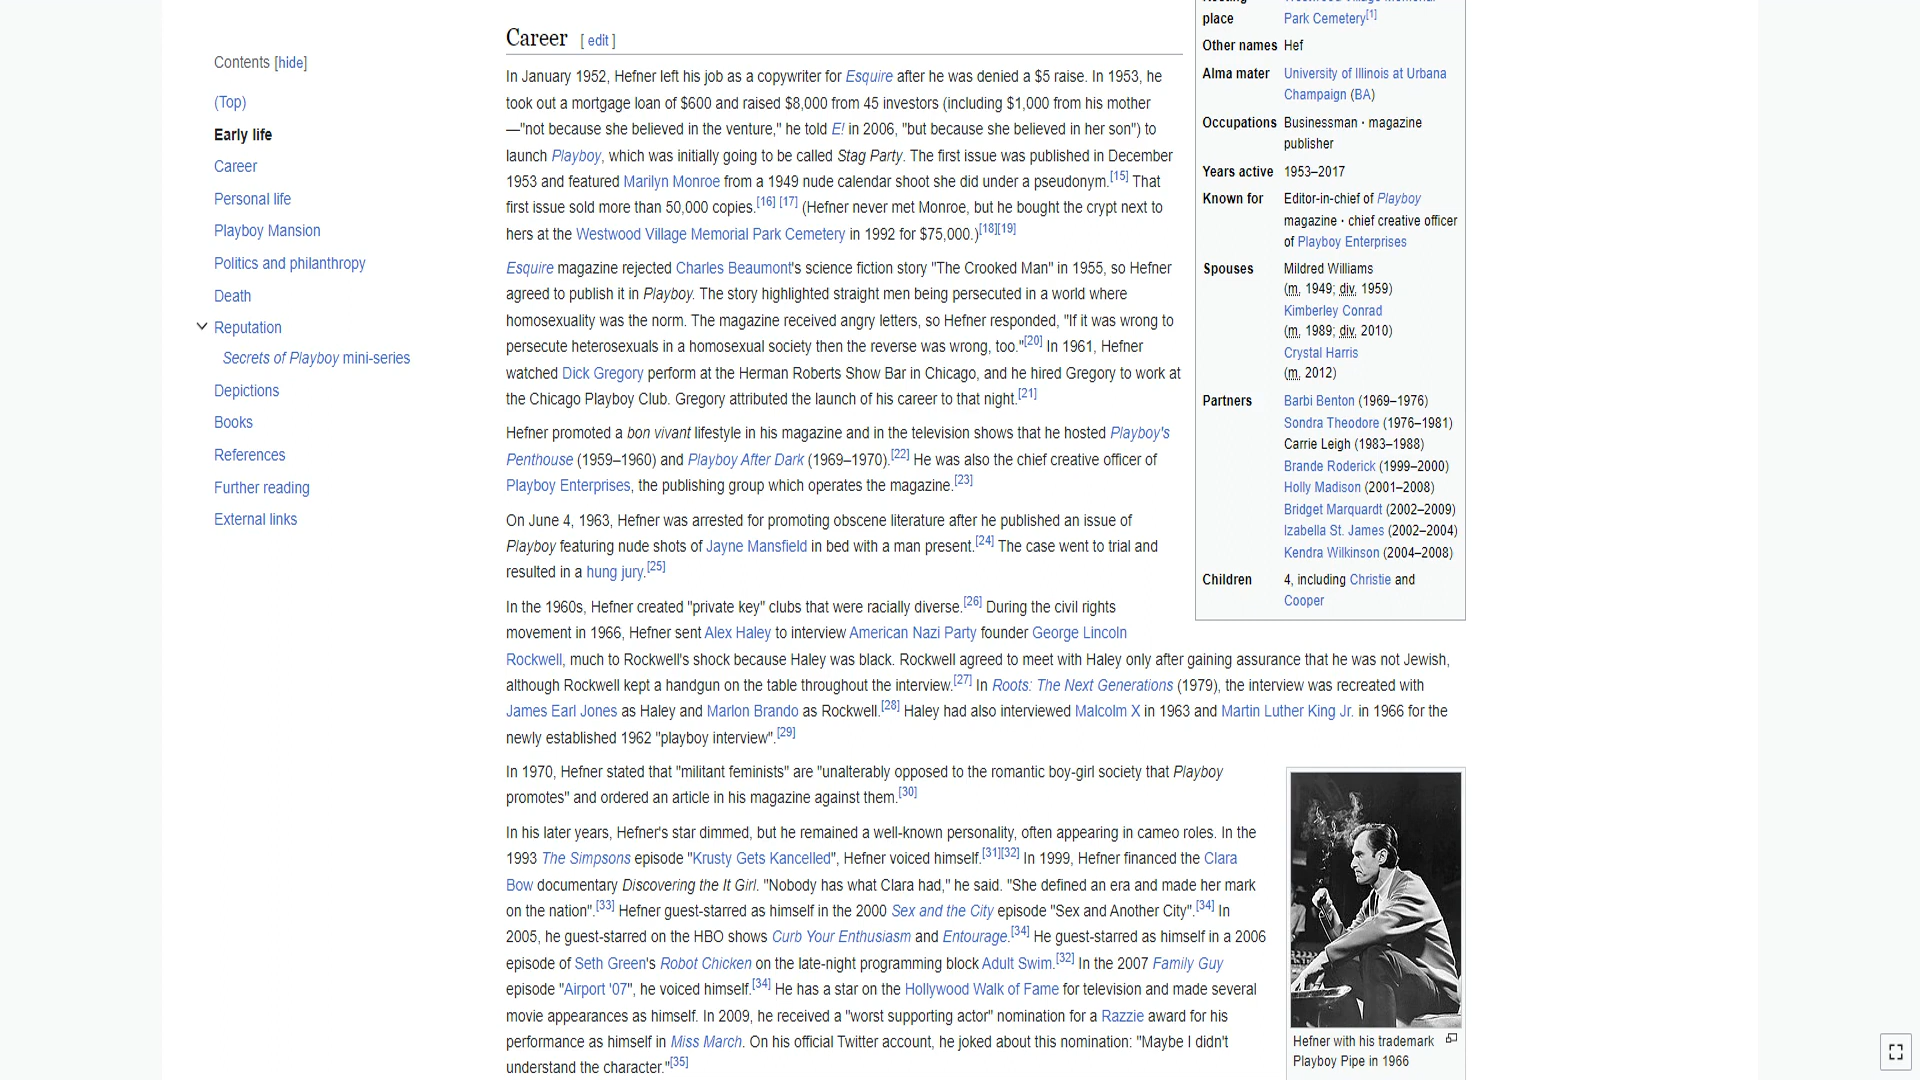 Contents [hide]
(Top)
Early life
Career
Personal life
Playboy Mansion
Politics and philanthropy
Death
Reputation
Secrets of Playboy mini-series
Depictions
Books
References
Further reading
External links
Career [ edit ]
In January 1952, Hefner left his job as a copywriter for Esquire after he was denied a $5 raise. In 1953, he
took out a mortgage loan of $600 and raised $8,000 from 45 investors (including $1,000 from his mother
—"not because she believed in the venture," he told E! in 2006, "but because she believed in her son") to
launch Playboy, which was initially going to be called Stag Party. The first issue was published in December
1953 and featured Marilyn Monroe from a 1949 nude calendar shoot she did under a pseudonym.[15] That
first issue sold more than 50,000 copies.[16] [17] (Hefner never met Monroe, but he bought the crypt next to
hers at the Westwood Village Memorial Park Cemetery in 1992 for $75,000.)[18][19]
Esquire magazine rejected Charles Beaumont's science fiction story "The Crooked Man" in 1955, so Hefner
agreed to publish it in Playboy. The story highlighted straight men being persecuted in a world where
homosexuality was the norm. The magazine received angry letters, so Hefner responded, "If it was wrong to
persecute heterosexuals in a homosexual society then the reverse was wrong, too."[20] In 1961, Hefner
watched Dick Gregory perform at the Herman Roberts Show Bar in Chicago, and he hired Gregory to work at
the Chicago Playboy Club. Gregory attributed the launch of his career to that night.[21]
Hefner promoted a bon vivant lifestyle in his magazine and in the television shows that he hosted Playboy's
Penthouse (1959–1960) and Playboy After Dark (1969–1970).[22] He was also the chief creative officer of
Playboy Enterprises, the publishing group which operates the magazine.[23]
On June 4, 1963, Hefner was arrested for promoting obscene literature after he published an issue of
Playboy featuring nude shots of Jayne Mansfield in bed with a man present.[24] The case went to trial and
resulted in a hung jury.[25]
In the 1960s, Hefner created "private key" clubs that were racially diverse.[26] During the civil rights
movement in 1966, Hefner sent Alex Haley to interview American Nazi Party founder George Lincoln
Rockwell, much to Rockwell's shock because Haley was black. Rockwell agreed to meet with Haley only after gaining assurance that he was not Jewish,
although Rockwell kept a handgun on the table throughout the interview.[27] In Roots: The Next Generations (1979), the interview was recreated with
James Earl Jones as Haley and Marlon Brando as Rockwell.[28] Haley had also interviewed Malcolm X in 1963 and Martin Luther King Jr. in 1966 for the
newly established 1962 "playboy interview".[29]
In 1970, Hefner stated that "militant feminists" are "unalterably opposed to the romantic boy-girl society that Playboy
promotes" and ordered an article in his magazine against them.[30]
In his later years, Hefner's star dimmed, but he remained a well-known personality, often appearing in cameo roles. In the
1993 The Simpsons episode "Krusty Gets Kancelled", Hefner voiced himself.[31][32] In 1999, Hefner financed the Clara
Bow documentary Discovering the It Girl. "Nobody has what Clara had," he said. "She defined an era and made her mark
on the nation".[33] Hefner guest-starred as himself in the 2000 Sex and the City episode "Sex and Another City".[34] In
2005, he guest-starred on the HBO shows Curb Your Enthusiasm and Entourage.[34] He guest-starred as himself in a 2006
episode of Seth Green's Robot Chicken on the late-night programming block Adult Swim.[32] In the 2007 Family Guy
episode "Airport '07", he voiced himself.[34] He has a star on the Hollywood Walk of Fame for television and made several
movie appearances as himself. In 2009, he received a "worst supporting actor" nomination for a Razzie award for his
performance as himself in Miss March. On his official Twitter account, he joked about this nomination: "Maybe I didn't
understand the character."[35]
place Park Cemetery[1]
Other names Hef
Alma mater University of Illinois at Urbana
Champaign (BA)
Occupations Businessman · magazine
publisher
Years active 1953–2017
Known for Editor-in-chief of Playboy
magazine · chief creative officer
of Playboy Enterprises
Spouses Mildred Williams
(m. 1949; div. 1959)
Kimberley Conrad
(m. 1989; div. 2010)
Crystal Harris
(m. 2012)
Partners Barbi Benton (1969–1976)
Sondra Theodore (1976–1981)
Carrie Leigh (1983–1988)
Brande Roderick (1999–2000)
Holly Madison (2001–2008)
Bridget Marquardt (2002–2009)
Izabella St. James (2002–2004)
Kendra Wilkinson (2004–2008)
Children 4, including Christie and
Cooper
Hefner with his trademark
Playboy Pipe in 1966